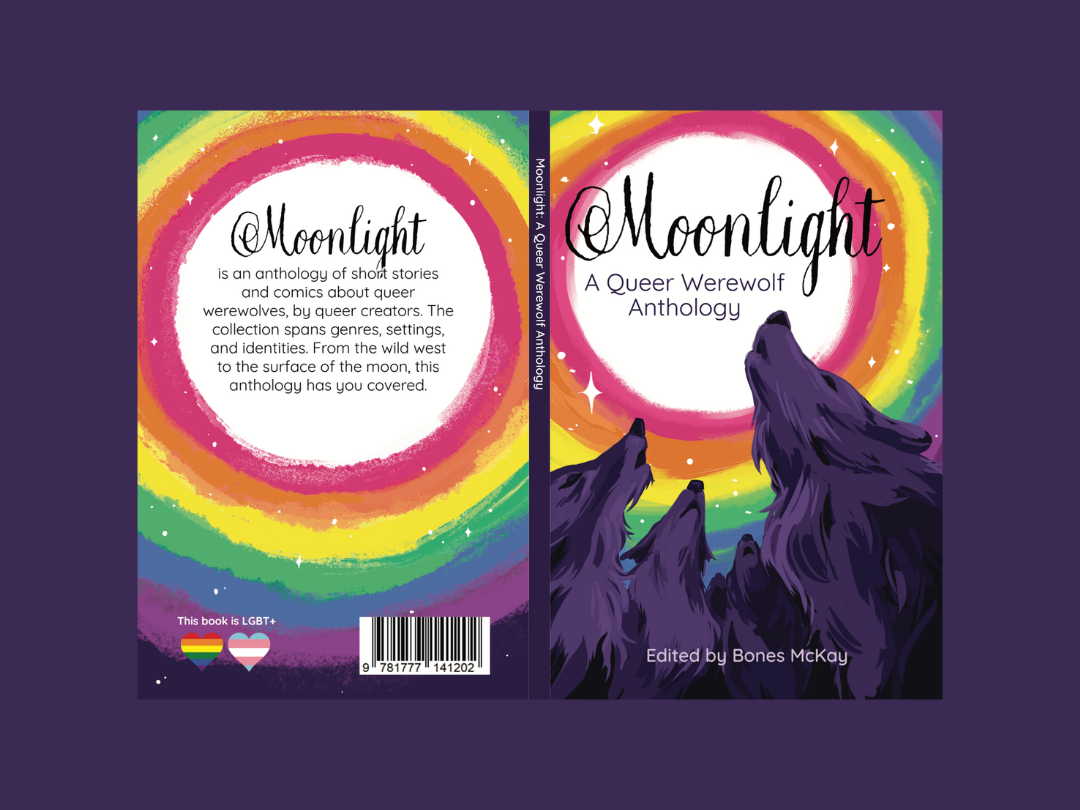 Moonlight
is an anthology of short stories
and comics about queer
werewolves, by queer creators. The
collection spans genres, settings,
and identities. From the wild west
to the surface of the moon, this
anthology has you covered.
This book is LGBT+
9 781777 141202
Moonlight: A Queer Werewolf Anthology
Moonlight
A Queer Werewolf
Anthology
Edited by Bones McKay